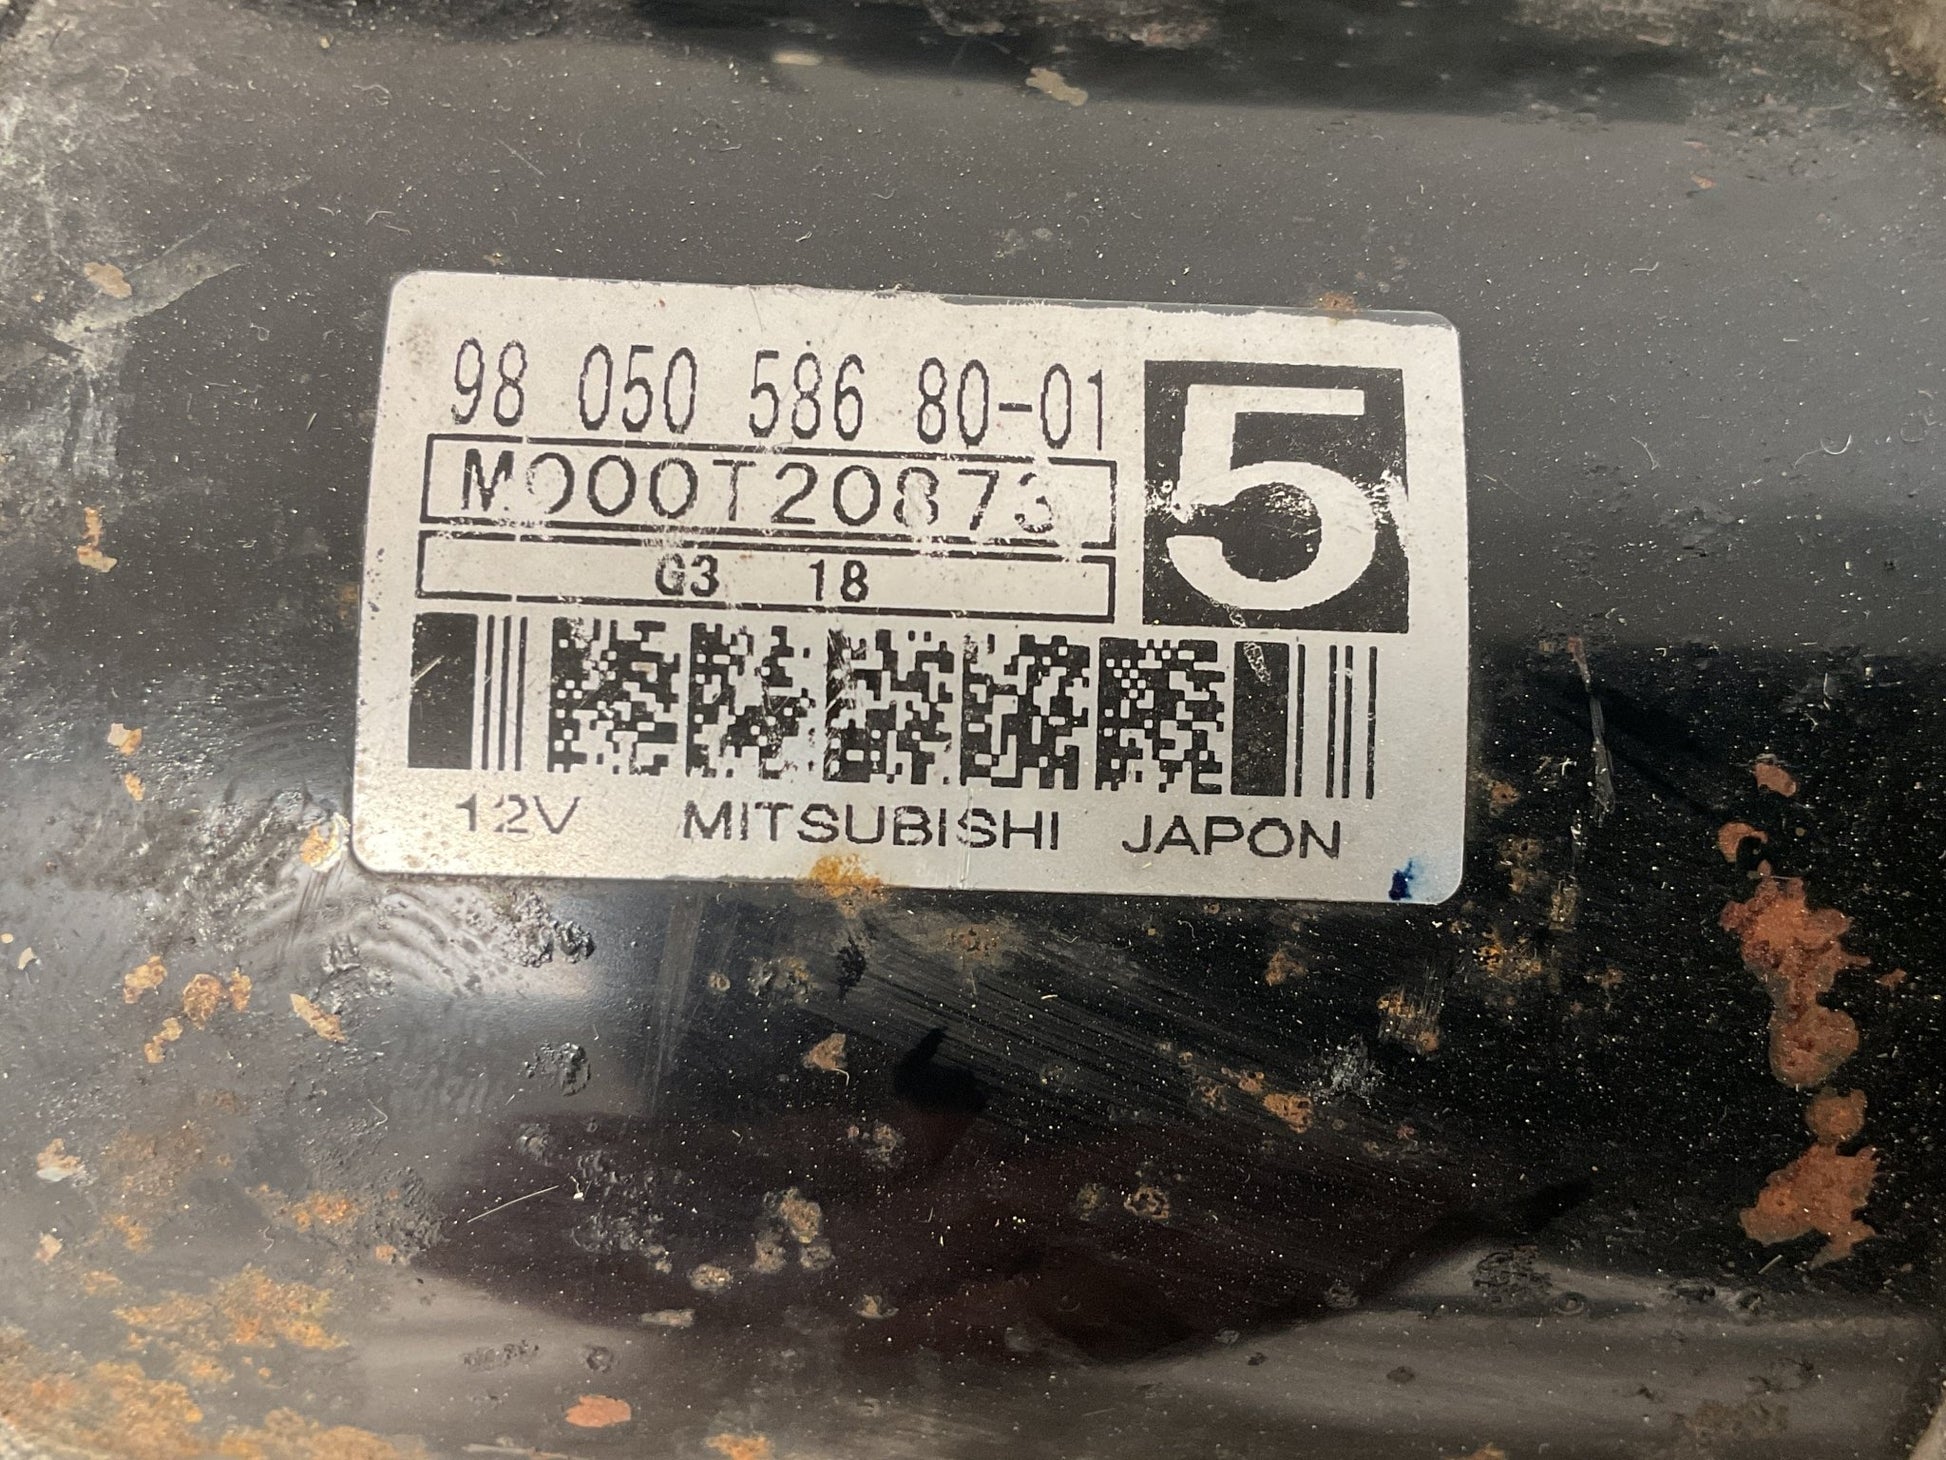 98 050 586 80-01
M000T20873
G3 18
5
12V MITSUBISHI JAPON